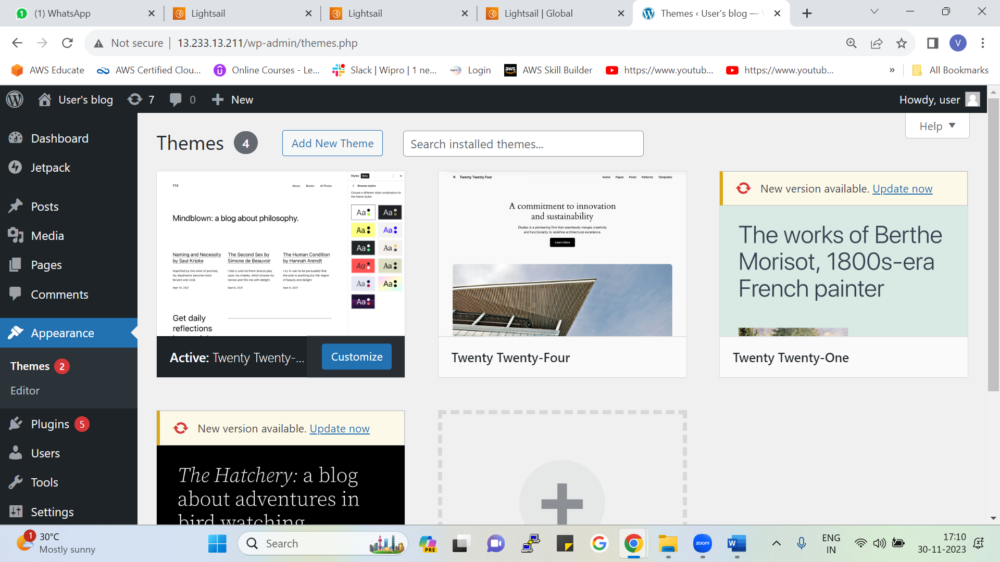 (1) WhatsApp
Lightsail
Lightsail
Lightsail | Global
Themes ‹ User's blog —
Not secure
13.233.13.211/wp-admin/themes.php
V
AWS Educate
AWS Certified Clou...
Online Courses - Le...
Slack | Wipro | 1 ne...
Login
AWS Skill Builder
https://www.youtub...
https://www.youtub...
»
All Bookmarks
User's blog
7
0
New
Howdy, user
Help
Dashboard
Jetpack
Posts
Media
Pages
Comments
Appearance
Themes 2
Editor
Plugins 5
Users
Tools
Settings
Themes 4
Add New Theme
Search installed themes...
TT3
About Books All Posts
Mindblown: a blog about philosophy.
Naming and Necessity
by Saul Kripke
Inspirited by this wind of promise,
my daydreams become more
fervent and vivid.
Sept 10, 2021
The Second Sex by
Simone de Beauvoir
I feel a cold northern breeze play
upon my cheeks, which braces my
nerves and fills me with delight.
Sept 8, 2021
The Human Condition
by Hannah Arendt
I try in vain to be persuaded that
the pole is anything but the region
of beauty and delight.
Sept 6, 2021
Get daily
reflections
Styles Beta
Browse styles
Choose a different style combination for
the theme styles
Aa Aa
Aa Aa
Aa Aa
Aa Aa
Aa Aa
Aa
Active: Twenty Twenty-...
Customize
Twenty Twenty Four
Home Pages Posts Patterns Templates
A commitment to innovation
and sustainability
Études is a pioneering firm that seamlessly merges creativity
and functionality to redefine architectural excellence.
Learn More
Twenty Twenty-Four
New version available. Update now
The works of Berthe
Morisot, 1800s-era
French painter
Twenty Twenty-One
New version available. Update now
The Hatchery: a blog
about adventures in
bird watching
1
30°C
Mostly sunny
Search
PRE
zoom
W
ENG
IN
17:10
30-11-2023